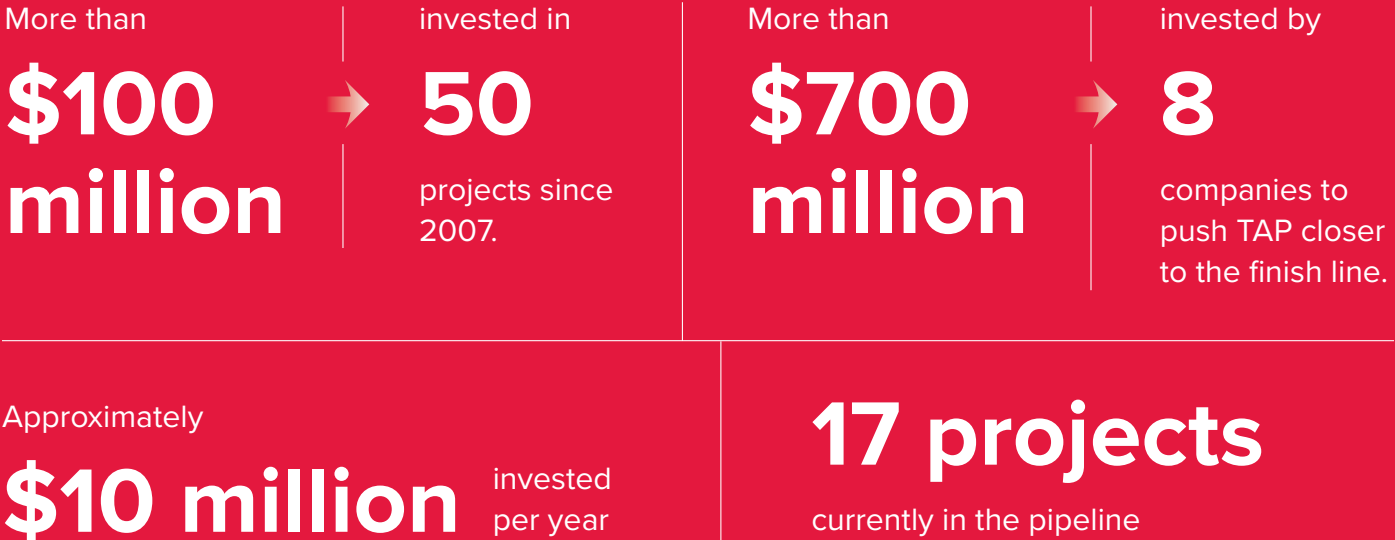 More than
$100
million
invested in
50
projects since
2007.
More than
$700
million
invested by
8
companies to
push TAP closer
to the finish line.
Approximately
$10 million
invested
per year
17 projects
currently in the pipeline